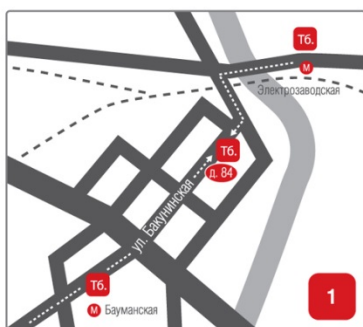 Тб.
М
Электрозаводская
Тб.
д. 84
ул. Бакунинская
Тб.
М Бауманская
1